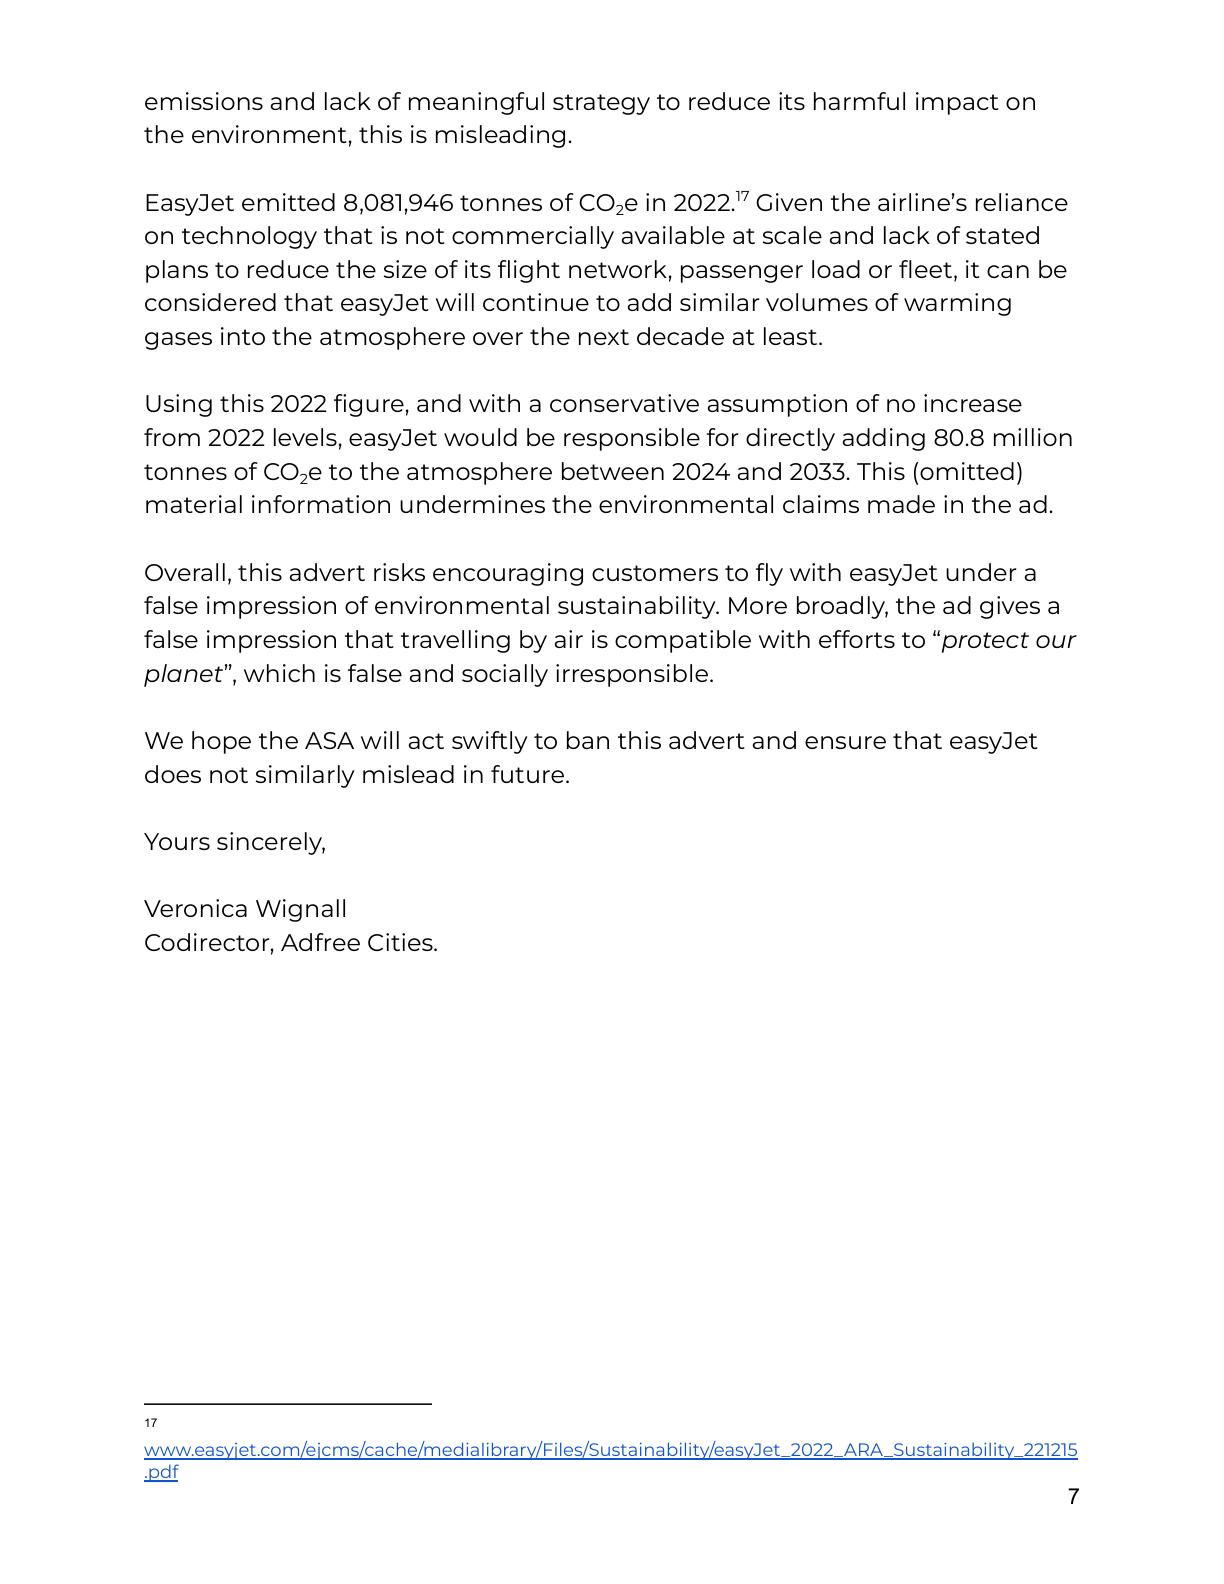 emissions and lack of meaningful strategy to reduce its harmful impact on
the environment, this is misleading.
EasyJet emitted 8,081,946 tonnes of CO₂e in 2022.¹⁷ Given the airline’s reliance
on technology that is not commercially available at scale and lack of stated
plans to reduce the size of its flight network, passenger load or fleet, it can be
considered that easyJet will continue to add similar volumes of warming
gases into the atmosphere over the next decade at least.
Using this 2022 figure, and with a conservative assumption of no increase
from 2022 levels, easyJet would be responsible for directly adding 80.8 million
tonnes of CO₂e to the atmosphere between 2024 and 2033. This (omitted)
material information undermines the environmental claims made in the ad.
Overall, this advert risks encouraging customers to fly with easyJet under a
false impression of environmental sustainability. More broadly, the ad gives a
false impression that travelling by air is compatible with efforts to “protect our
planet”, which is false and socially irresponsible.
We hope the ASA will act swiftly to ban this advert and ensure that easyJet
does not similarly mislead in future.
Yours sincerely,
Veronica Wignall
Codirector, Adfree Cities.
17
www.easyjet.com/ejcms/cache/medialibrary/Files/Sustainability/easyJet_2022_ARA_Sustainability_221215
.pdf
7